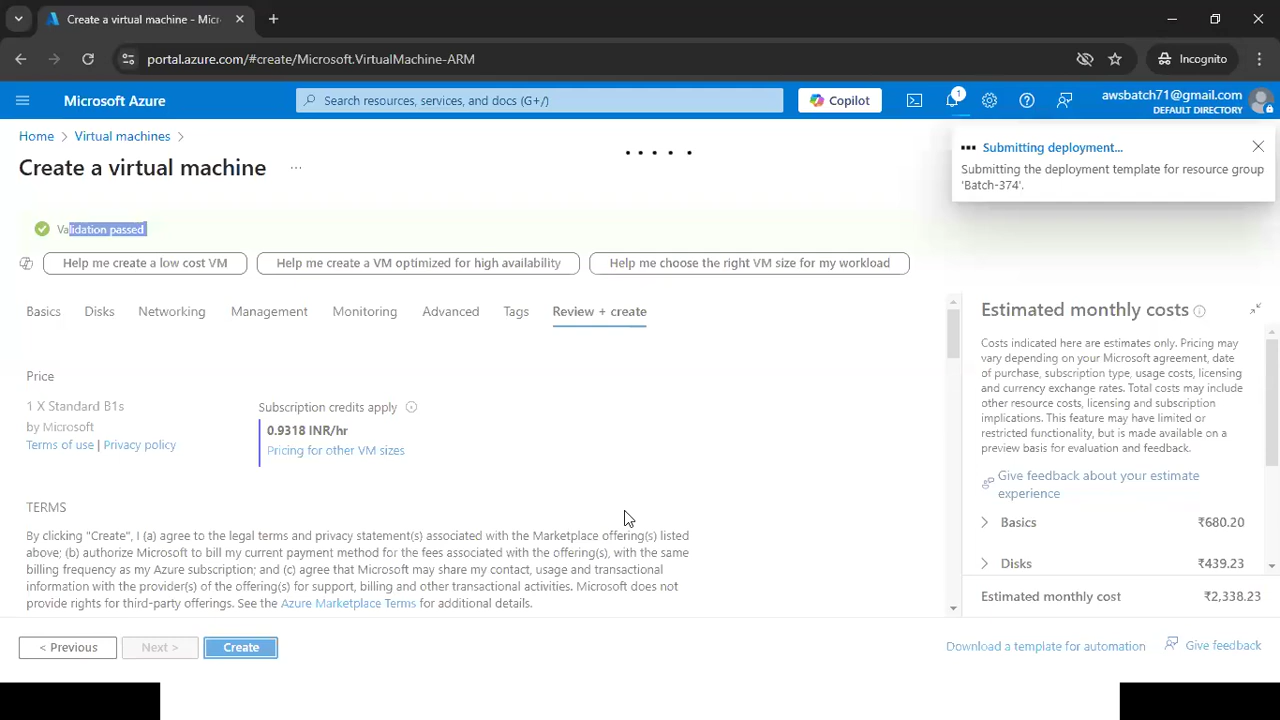 Create a virtual machine - Micr
portal.azure.com/#create/Microsoft.VirtualMachine-ARM
Incognito
Microsoft Azure
Search resources, services, and docs (G+/)
Copilot
1
awsbatch71@gmail.com
DEFAULT DIRECTORY
Home > Virtual machines >
Create a virtual machine
Submitting deployment...
Submitting the deployment template for resource group
'Batch-374'.
Validation passed
Help me create a low cost VM
Help me create a VM optimized for high availability
Help me choose the right VM size for my workload
Basics Disks Networking Management Monitoring Advanced Tags Review + create
Price
1 X Standard B1s
by Microsoft
Terms of use | Privacy policy
Subscription credits apply
0.9318 INR/hr
Pricing for other VM sizes
TERMS
By clicking "Create", I (a) agree to the legal terms and privacy statement(s) associated with the Marketplace offering(s) listed
above; (b) authorize Microsoft to bill my current payment method for the fees associated with the offering(s), with the same
billing frequency as my Azure subscription; and (c) agree that Microsoft may share my contact, usage and transactional
information with the provider(s) of the offering(s) for support, billing and other transactional activities. Microsoft does not
provide rights for third-party offerings. See the Azure Marketplace Terms for additional details.
Estimated monthly costs
Costs indicated here are estimates only. Pricing may
vary depending on your Microsoft agreement, date
of purchase, subscription type, usage costs, licensing
and currency exchange rates. Total costs may include
other resource costs, licensing and subscription
implications. This feature may have limited or
restricted functionality, but is made available on a
preview basis for evaluation and feedback.
Give feedback about your estimate
experience
Basics ₹680.20
Disks ₹439.23
Estimated monthly cost ₹2,338.23
< Previous
Next >
Create
Download a template for automation
Give feedback